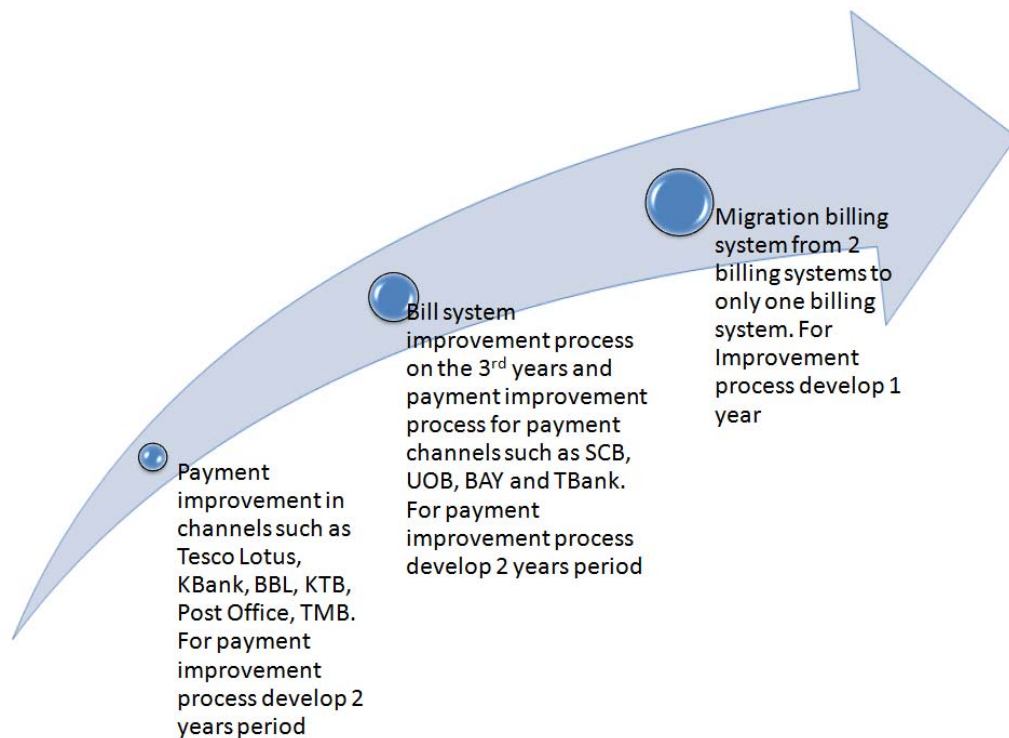 Payment
improvement in
channels such as
Tesco Lotus,
KBank, BBL, KTB,
Post Office, TMB.
For payment
improvement
process develop 2
years period
Bill system
improvement process
on the 3rd years and
payment improvement
process for payment
channels such as SCB,
UOB, BAY and TBank.
For payment
improvement process
develop 2 years period
Migration billing
system from 2
billing systems to
only one billing
system. For
Improvement
process develop 1
year